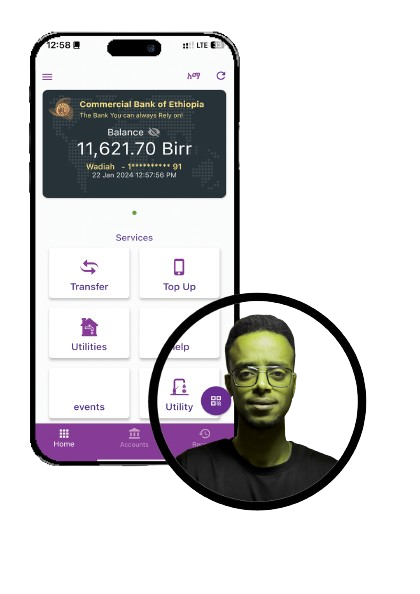 12:58 LTE
አማ
Commercial Bank of Ethiopia
The Bank You can always Rely on!
Balance
11,621.70 Birr
Wadiah - 1********** 91
22 Jan 2024 12:57:56 PM
Services
Transfer Top Up
Utilities elp
events Utility
Home Accounts